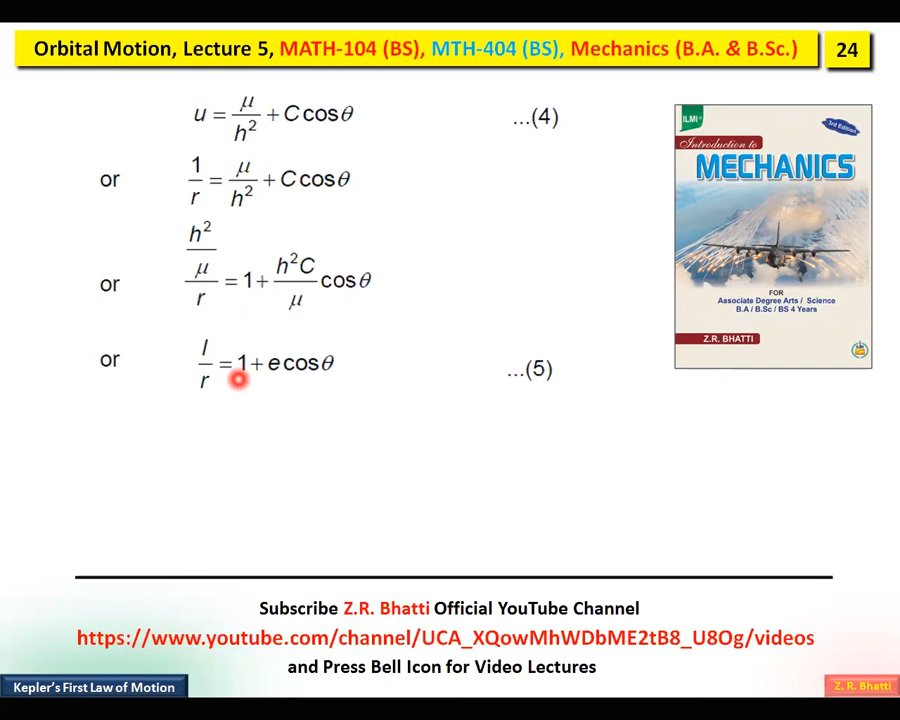 Orbital Motion, Lecture 5, MATH-104 (BS), MTH-404 (BS), Mechanics (B.A. & B.Sc.)
24
u = μ/h² + C cos θ ...(4)
or 1/r = μ/h² + C cos θ
or (h²/μ)/r = 1 + (h²C/μ) cos θ
or l/r = 1 + e cos θ ...(5)
ILMI
3rd Edition
Introduction to
MECHANICS
FOR
Associate Degree Arts / Science
B.A / B.Sc / BS 4 Years
Z.R. BHATTI
Subscribe Z.R. Bhatti Official YouTube Channel
https://www.youtube.com/channel/UCA_XQowMhWDbME2tB8_U8Og/videos
and Press Bell Icon for Video Lectures
Kepler's First Law of Motion
Z. R. Bhatti